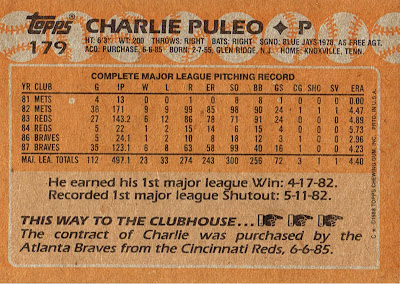 Topps CHARLIE PULEO P
179 HT: 6'3" WT: 200 THROWS: RIGHT BATS: RIGHT SGND: BLUE JAYS 1978, AS FREE AGT.
ACQ: PURCHASE, 6-6-85 BORN: 2-7-55, GLEN RIDGE, N.J. HOME: KNOXVILLE, TENN.
COMPLETE MAJOR LEAGUE PITCHING RECORD
YR CLUB G IP W L R ER SO BB GS CG SHO SV ERA
81 METS 4 13 0 0 1 0 0 0.00
82 METS 36 171 9 9 99 85 98 90 24 1 1 1 4.47
83 REDS 27 143.2 6 12 86 78 71 91 24 0 0 0 4.89
84 REDS 5 22 1 2 15 14 6 15 4 0 0 0 5.73
86 BRAVES 5 24.1 1 2 10 8 18 12 3 1 0 0 2.96
87 BRAVES 35 123.1 6 8 63 58 99 40 16 1 0 0 4.23
MAJ. LEA. TOTALS 112 497.1 23 33 274 243 300 256 72 3 1 1 4.40
He earned his 1st major league Win: 4-17-82.
Recorded 1st major league Shutout: 5-11-82.
THIS WAY TO THE CLUBHOUSE...
The contract of Charlie was purchased by the
Atlanta Braves from the Cincinnati Reds, 6-6-85.